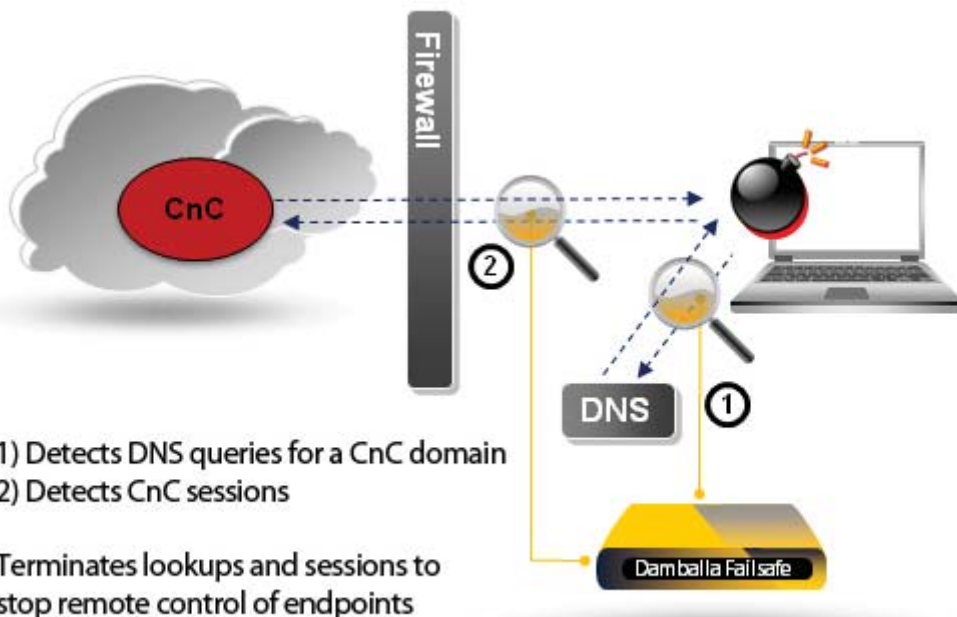 Firewall
CnC
2
DNS
1
1) Detects DNS queries for a CnC domain
2) Detects CnC sessions
Terminates lookups and sessions to
stop remote control of endpoints
Damballa Failsafe